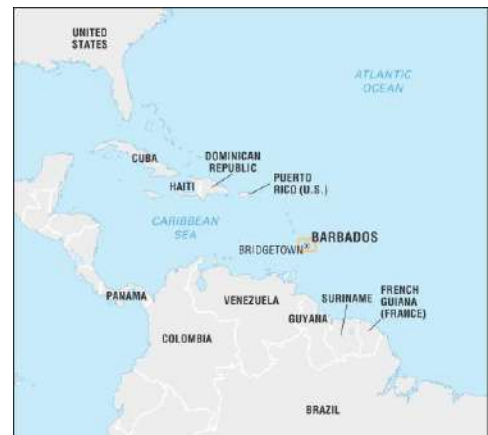 UNITED
STATES
ATLANTIC
OCEAN
CUBA
DOMINICAN
REPUBLIC
HAITI
PUERTO
RICO (U.S.)
CARIBBEAN
SEA
BARBADOS
BRIDGETOWN
PANAMA
VENEZUELA
SURINAME
FRENCH
GUIANA
(FRANCE)
GUYANA
COLOMBIA
BRAZIL